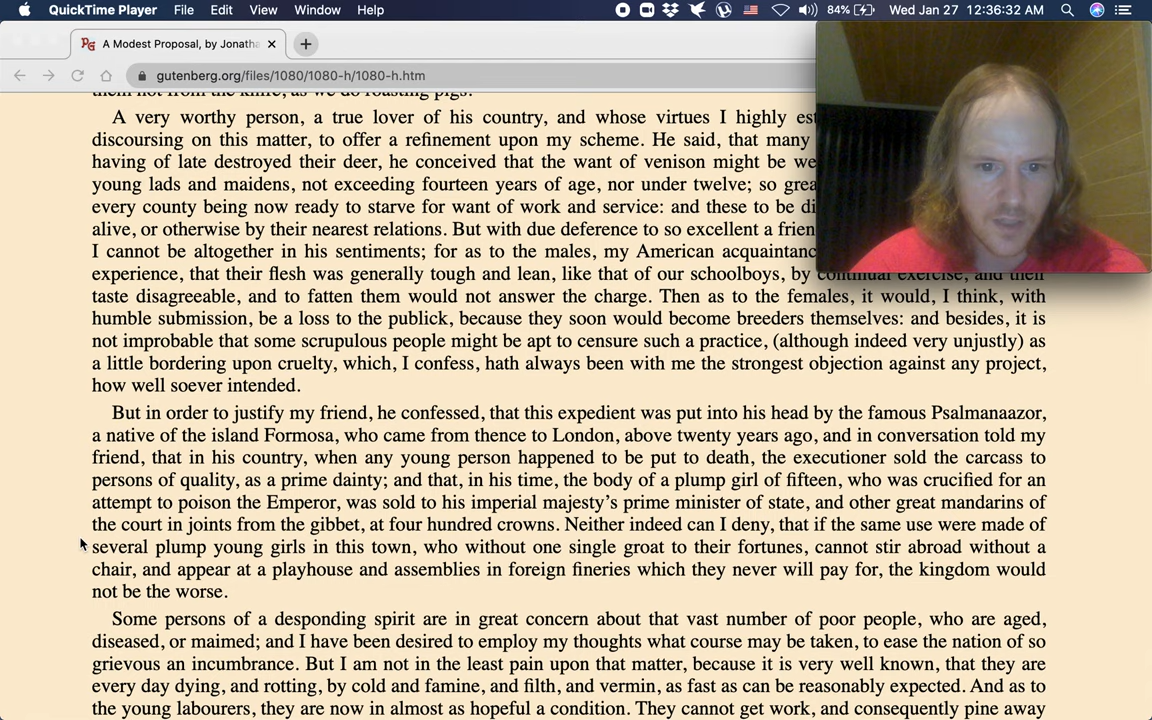 QuickTime Player File Edit View Window Help 84% Wed Jan 27 12:36:32 AM
A Modest Proposal, by Jonatha
gutenberg.org/files/1080/1080-h/1080-h.htm
them not from the knife, as we do roasting pigs.
A very worthy person, a true lover of his country, and whose virtues I highly est
discoursing on this matter, to offer a refinement upon my scheme. He said, that many
having of late destroyed their deer, he conceived that the want of venison might be we
young lads and maidens, not exceeding fourteen years of age, nor under twelve; so grea
every county being now ready to starve for want of work and service: and these to be di
alive, or otherwise by their nearest relations. But with due deference to so excellent a frien
I cannot be altogether in his sentiments; for as to the males, my American acquaintanc
experience, that their flesh was generally tough and lean, like that of our schoolboys, by continual exercise, and their
taste disagreeable, and to fatten them would not answer the charge. Then as to the females, it would, I think, with
humble submission, be a loss to the publick, because they soon would become breeders themselves: and besides, it is
not improbable that some scrupulous people might be apt to censure such a practice, (although indeed very unjustly) as
a little bordering upon cruelty, which, I confess, hath always been with me the strongest objection against any project,
how well soever intended.
But in order to justify my friend, he confessed, that this expedient was put into his head by the famous Psalmanaazor,
a native of the island Formosa, who came from thence to London, above twenty years ago, and in conversation told my
friend, that in his country, when any young person happened to be put to death, the executioner sold the carcass to
persons of quality, as a prime dainty; and that, in his time, the body of a plump girl of fifteen, who was crucified for an
attempt to poison the Emperor, was sold to his imperial majesty's prime minister of state, and other great mandarins of
the court in joints from the gibbet, at four hundred crowns. Neither indeed can I deny, that if the same use were made of
several plump young girls in this town, who without one single groat to their fortunes, cannot stir abroad without a
chair, and appear at a playhouse and assemblies in foreign fineries which they never will pay for, the kingdom would
not be the worse.
Some persons of a desponding spirit are in great concern about that vast number of poor people, who are aged,
diseased, or maimed; and I have been desired to employ my thoughts what course may be taken, to ease the nation of so
grievous an incumbrance. But I am not in the least pain upon that matter, because it is very well known, that they are
every day dying, and rotting, by cold and famine, and filth, and vermin, as fast as can be reasonably expected. And as to
the young labourers, they are now in almost as hopeful a condition. They cannot get work, and consequently pine away